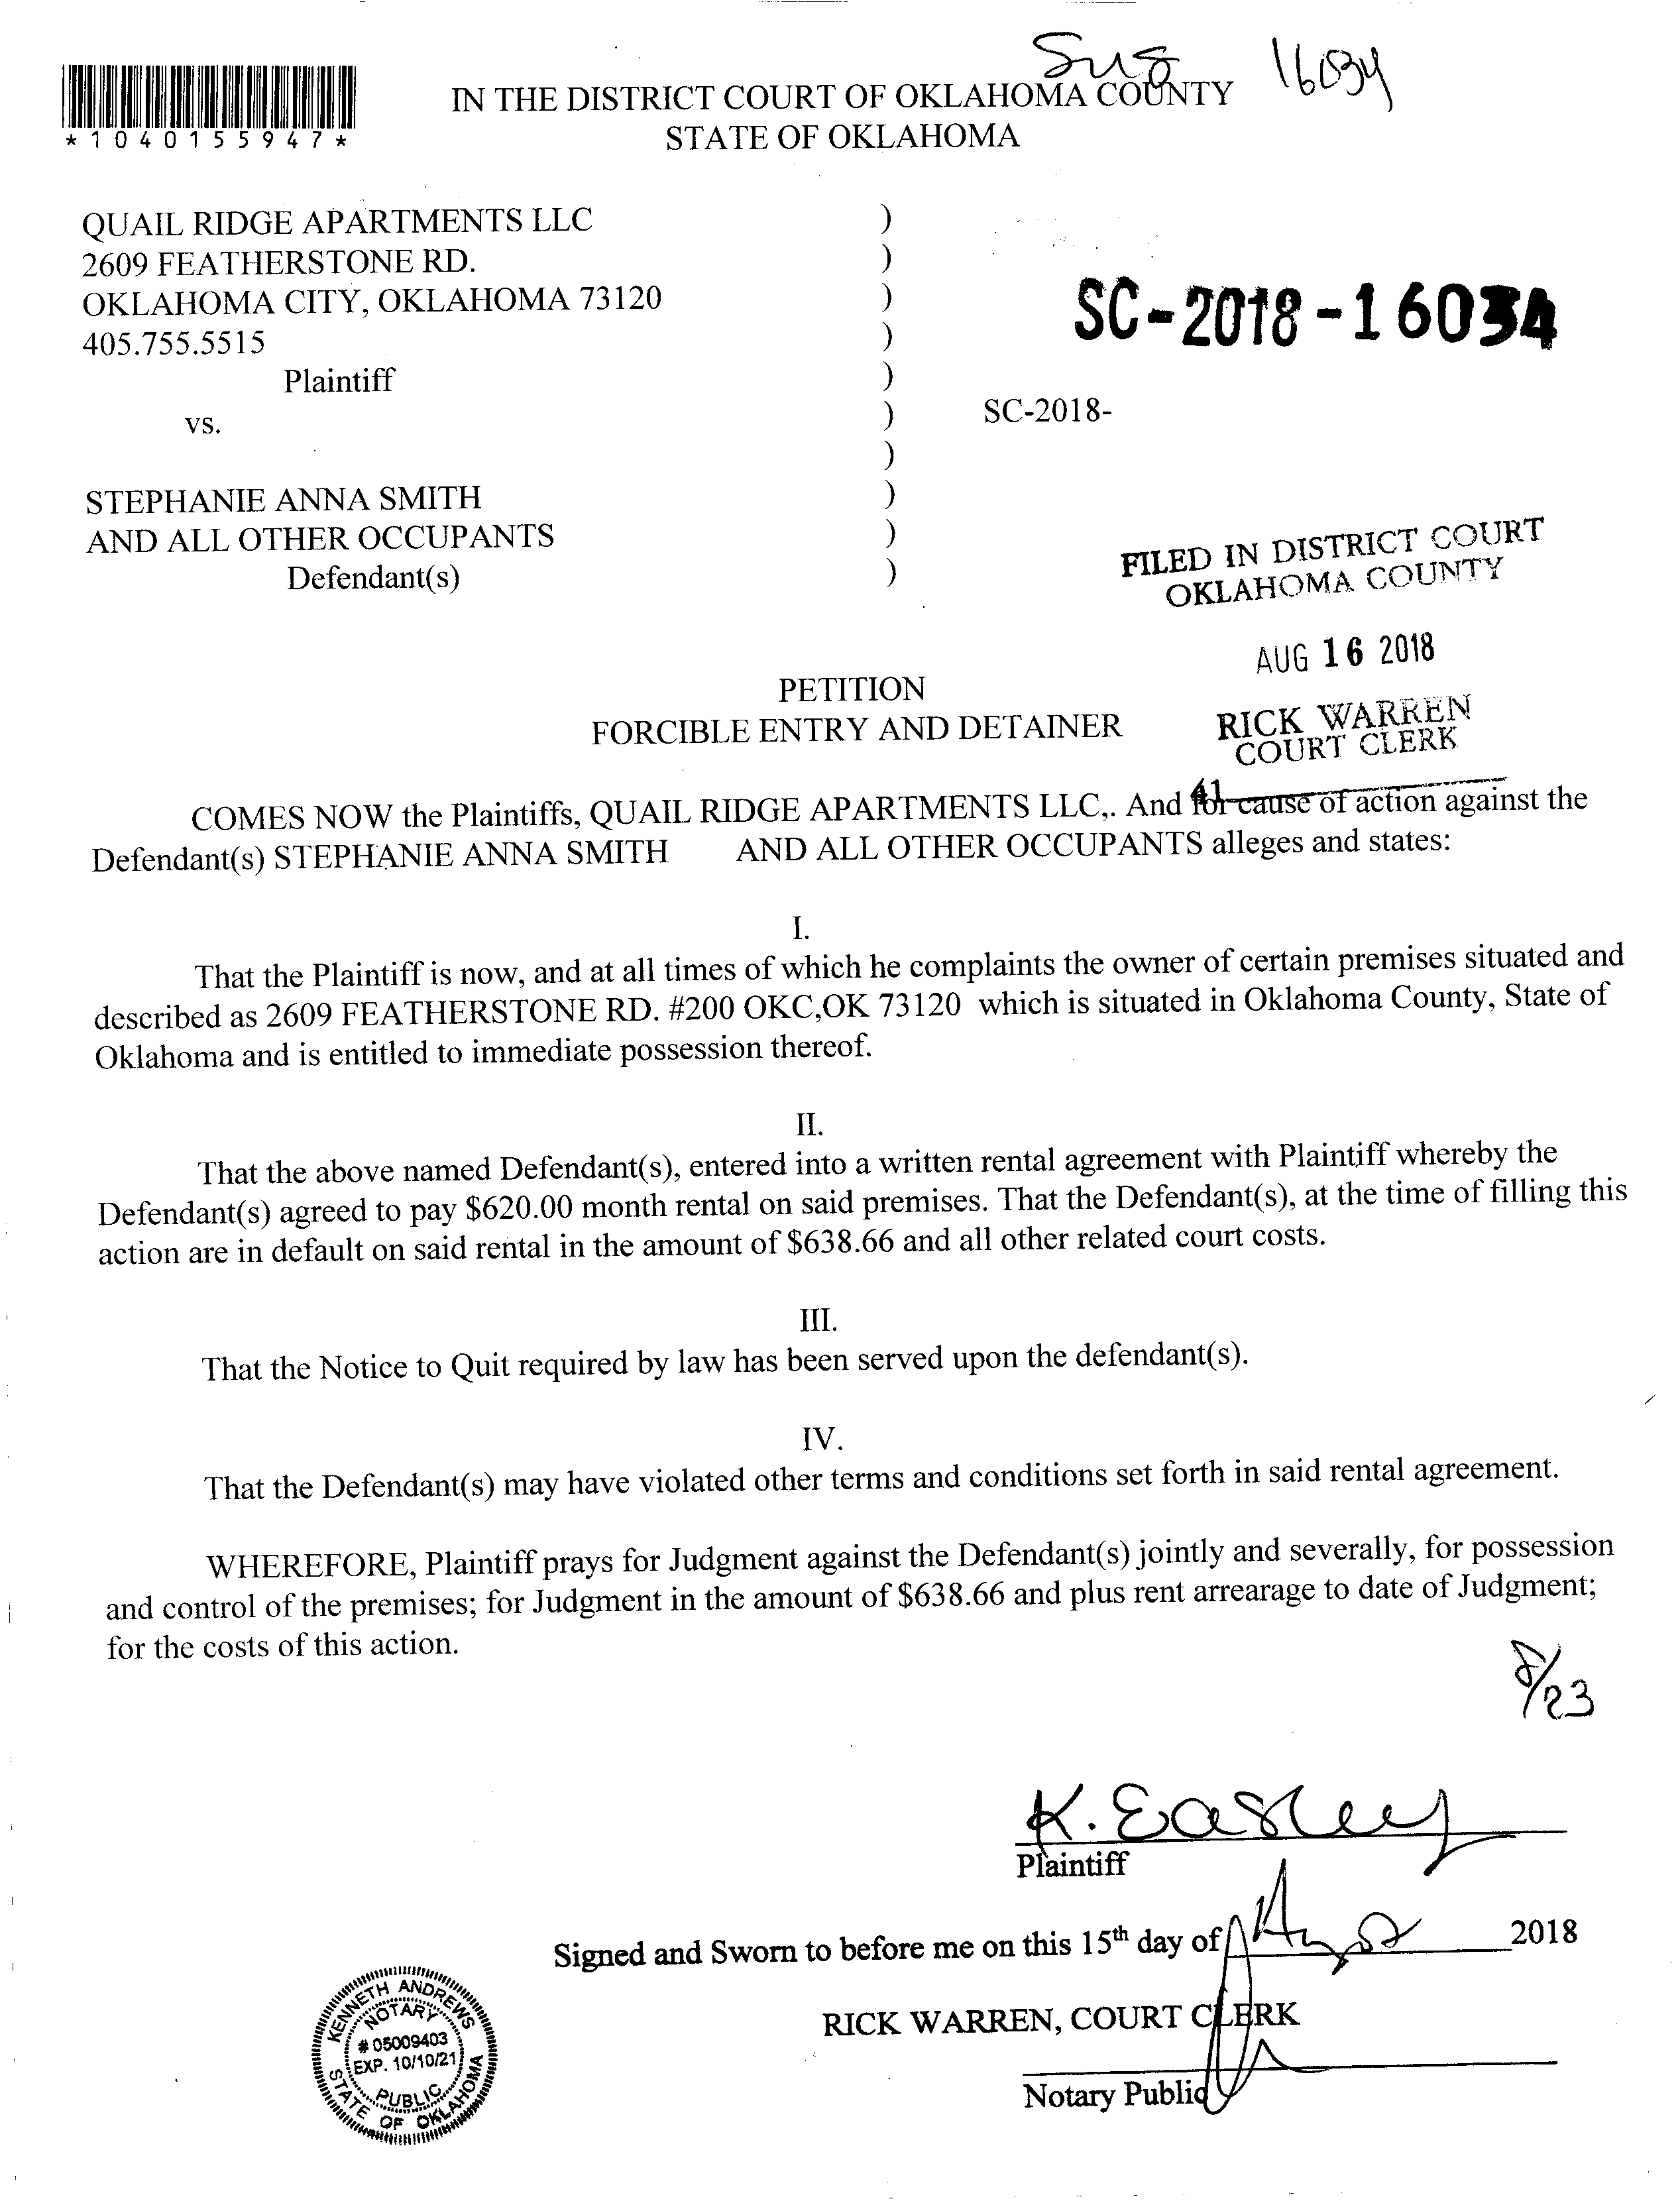 16034
*1040155947*
IN THE DISTRICT COURT OF OKLAHOMA COUNTY
STATE OF OKLAHOMA
QUAIL RIDGE APARTMENTS LLC )
2609 FEATHERSTONE RD. )
OKLAHOMA CITY, OKLAHOMA 73120 )
405.755.5515 )
SC-2018-16034
Plaintiff )
vs. ) SC-2018-
)
STEPHANIE ANNA SMITH )
AND ALL OTHER OCCUPANTS )
Defendant(s) )
FILED IN DISTRICT COURT
OKLAHOMA COUNTY
AUG 16 2018
RICK WARREN
COURT CLERK
41
PETITION
FORCIBLE ENTRY AND DETAINER
COMES NOW the Plaintiffs, QUAIL RIDGE APARTMENTS LLC,. And for cause of action against the
Defendant(s) STEPHANIE ANNA SMITH AND ALL OTHER OCCUPANTS alleges and states:
I.
That the Plaintiff is now, and at all times of which he complaints the owner of certain premises situated and
described as 2609 FEATHERSTONE RD. #200 OKC,OK 73120 which is situated in Oklahoma County, State of
Oklahoma and is entitled to immediate possession thereof.
II.
That the above named Defendant(s), entered into a written rental agreement with Plaintiff whereby the
Defendant(s) agreed to pay $620.00 month rental on said premises. That the Defendant(s), at the time of filling this
action are in default on said rental in the amount of $638.66 and all other related court costs.
III.
That the Notice to Quit required by law has been served upon the defendant(s).
IV.
That the Defendant(s) may have violated other terms and conditions set forth in said rental agreement.
WHEREFORE, Plaintiff prays for Judgment against the Defendant(s) jointly and severally, for possession
and control of the premises; for Judgment in the amount of $638.66 and plus rent arrearage to date of Judgment;
for the costs of this action.
8/23
K. Easley
Plaintiff
Signed and Sworn to before me on this 15th day of 2018
RICK WARREN, COURT CLERK
Notary Public
KENNETH ANDREWS
NOTARY
# 05009403
EXP. 10/10/21
PUBLIC
STATE OF OKLAHOMA